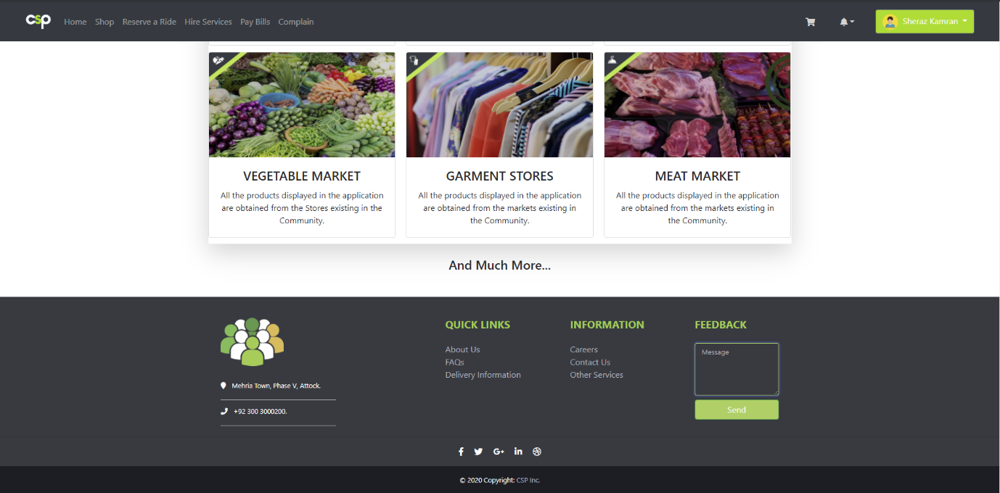 csp Home Shop Reserve a Ride Hire Services Pay Bills Complain Sheraz Kamran
VEGETABLE MARKET
All the products displayed in the application
are obtained from the Stores existing in the
Community.
GARMENT STORES
All the products displayed in the application
are obtained from the markets existing in
the Community.
MEAT MARKET
All the products displayed in the application
are obtained from the markets existing in
the Community.
And Much More...
Mehria Town, Phase V, Attock.
+92 300 3000200.
QUICK LINKS
About Us
FAQs
Delivery Information
INFORMATION
Careers
Contact Us
Other Services
FEEDBACK
Message
Send
© 2020 Copyright: CSP Inc.